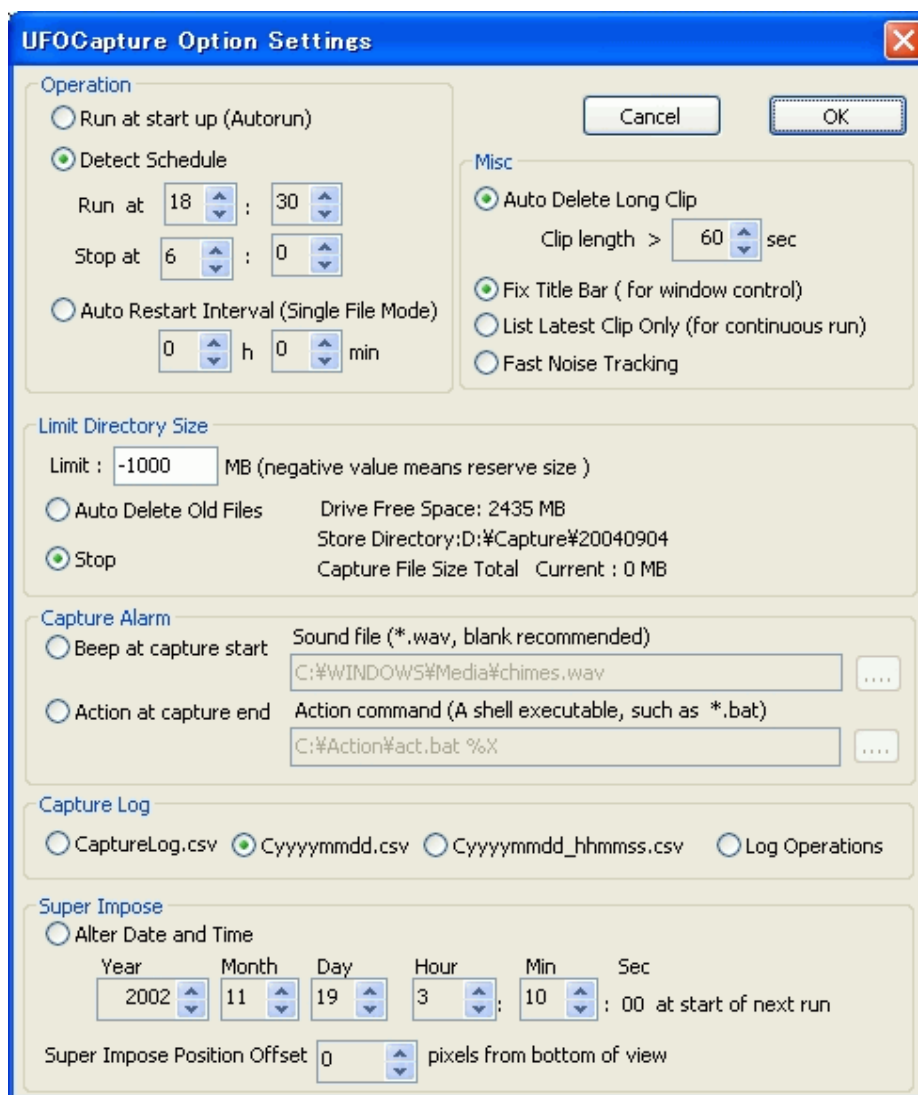 UFOCapture Option Settings
Operation
Run at start up (Autorun)
Cancel
OK
Detect Schedule
Run at 18 : 30
Stop at 6 : 0
Auto Restart Interval (Single File Mode)
0 h 0 min
Misc
Auto Delete Long Clip
Clip length > 60 sec
Fix Title Bar ( for window control)
List Latest Clip Only (for continuous run)
Fast Noise Tracking
Limit Directory Size
Limit : -1000 MB (negative value means reserve size )
Auto Delete Old Files
Stop
Drive Free Space: 2435 MB
Store Directory:D:¥Capture¥20040904
Capture File Size Total Current : 0 MB
Capture Alarm
Beep at capture start
Sound file (*.wav, blank recommended)
C:¥WINDOWS¥Media¥chimes.wav
....
Action at capture end
Action command (A shell executable, such as *.bat)
C:¥Action¥act.bat %X
....
Capture Log
CaptureLog.csv Cyyyymmdd.csv Cyyyymmdd_hhmmss.csv Log Operations
Super Impose
Alter Date and Time
Year Month Day Hour Min Sec
2002 11 19 3 : 10 : 00 at start of next run
Super Impose Position Offset 0 pixels from bottom of view